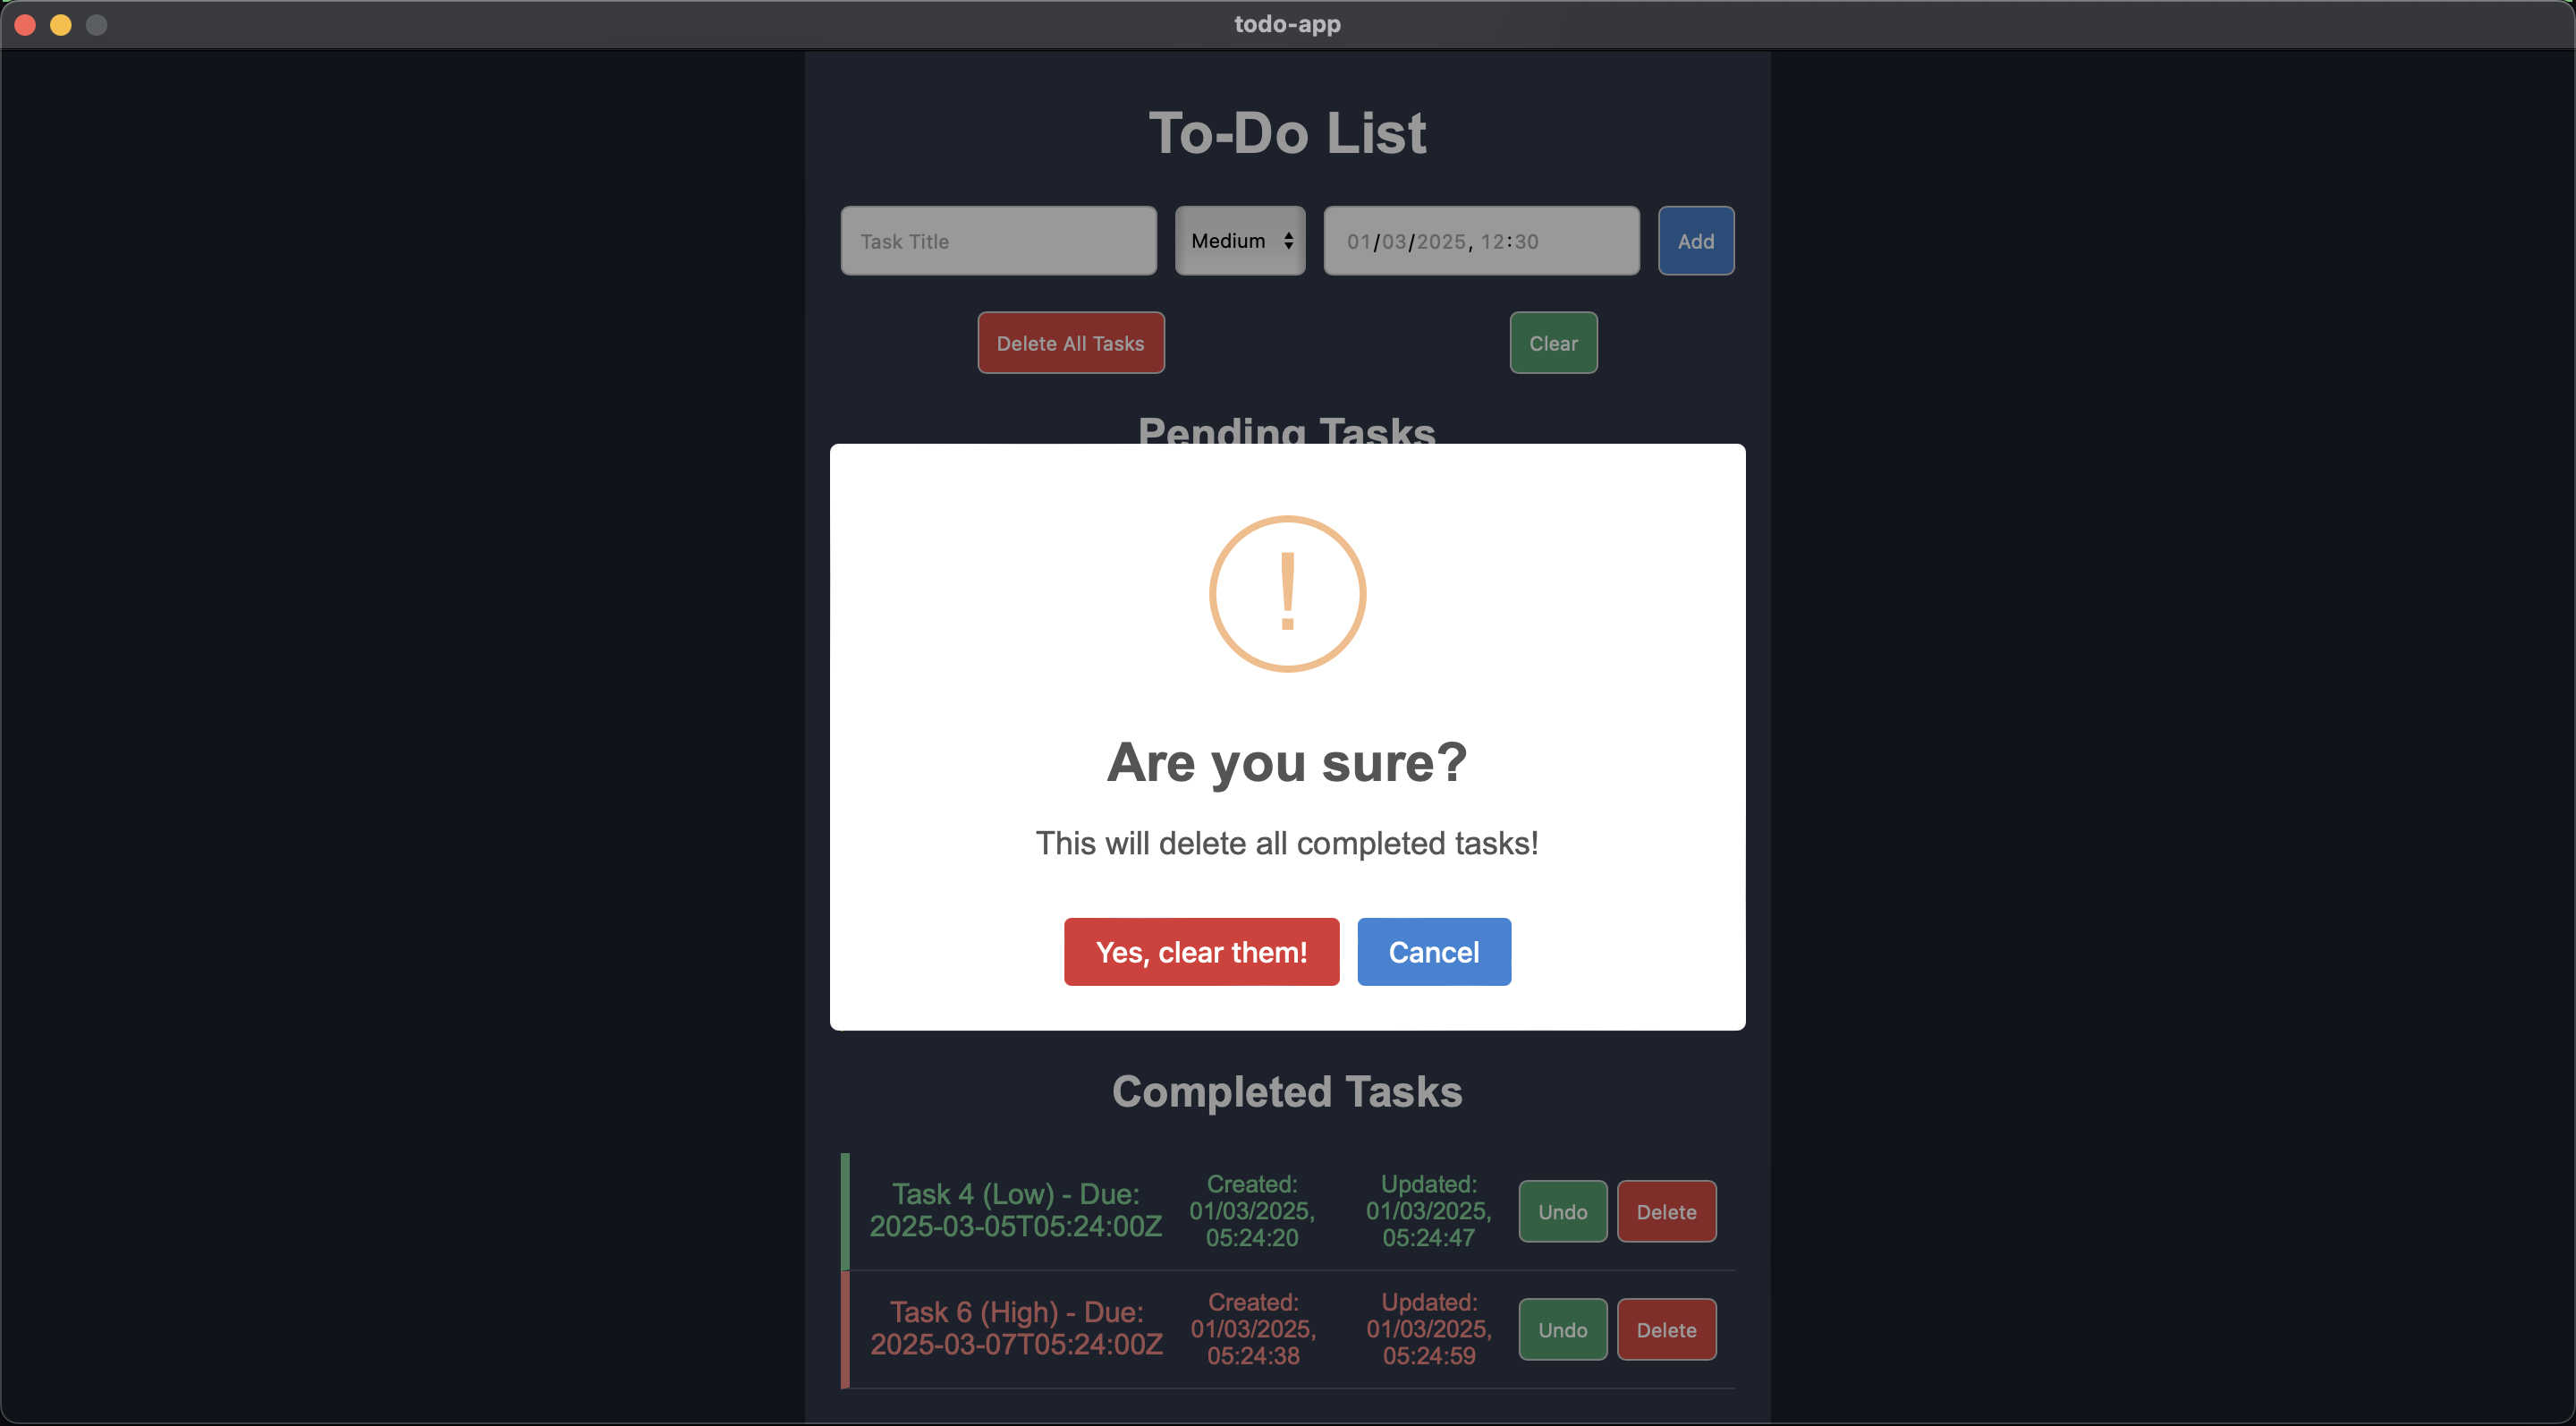 todo-app
To-Do List
Task Title
Medium
01/03/2025, 12:30
Add
Delete All Tasks
Clear
Pending Tasks
!
Are you sure?
This will delete all completed tasks!
Yes, clear them!
Cancel
Completed Tasks
Task 4 (Low) - Due:
2025-03-05T05:24:00Z
Created:
01/03/2025,
05:24:20
Updated:
01/03/2025,
05:24:47
Undo
Delete
Task 6 (High) - Due:
2025-03-07T05:24:00Z
Created:
01/03/2025,
05:24:38
Updated:
01/03/2025,
05:24:59
Undo
Delete